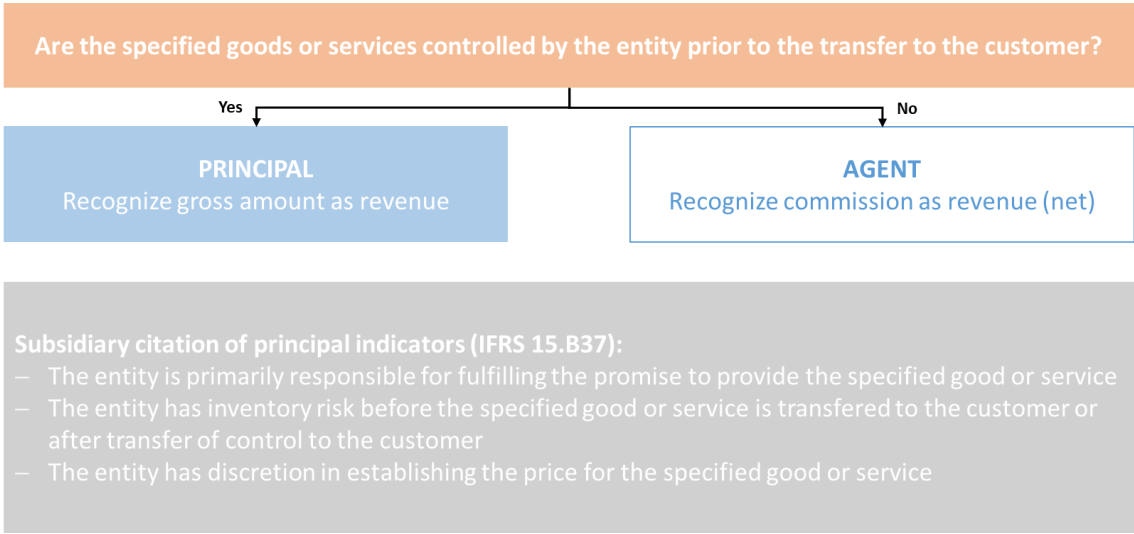 Are the specified goods or services controlled by the entity prior to the transfer to the customer?
Yes
No
PRINCIPAL
Recognize gross amount as revenue
AGENT
Recognize commission as revenue (net)
Subsidiary citation of principal indicators (IFRS 15.B37):
– The entity is primarily responsible for fulfilling the promise to provide the specified good or service
– The entity has inventory risk before the specified good or service is transfered to the customer or
after transfer of control to the customer
– The entity has discretion in establishing the price for the specified good or service